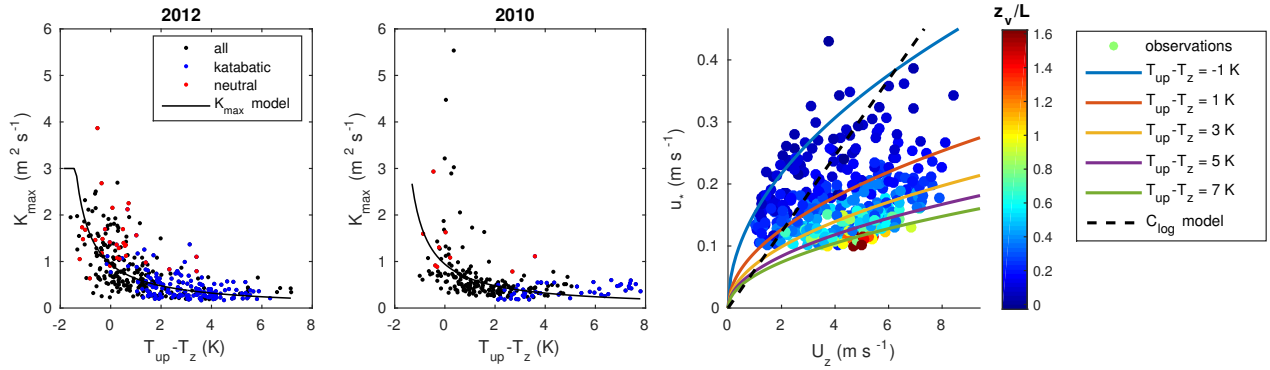 2012
all
katabatic
neutral
K_max model
K_max (m² s⁻¹)
5
4
3
2
1
0
6
-2
0
2
4
6
8
T_up-T_z (K)
2010
K_max (m² s⁻¹)
6
5
4
3
2
1
0
-2
0
2
4
6
8
T_up-T_z (K)
u_* (m s⁻¹)
0.4
0.3
0.2
0.1
0
0
2
4
6
8
U_z (m s⁻¹)
z_v/L
1.6
1.4
1.2
1
0.8
0.6
0.4
0.2
0
observations
T_up-T_z = -1 K
T_up-T_z = 1 K
T_up-T_z = 3 K
T_up-T_z = 5 K
T_up-T_z = 7 K
C_log model